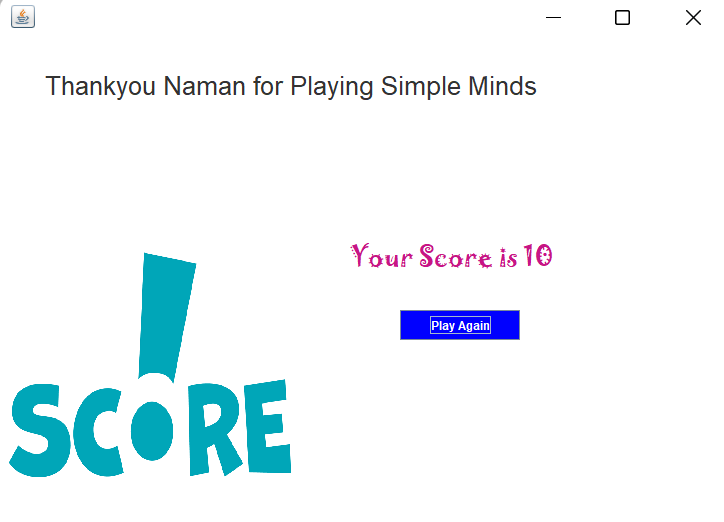 Thankyou Naman for Playing Simple Minds
Your Score is 10
Play Again
SCORE